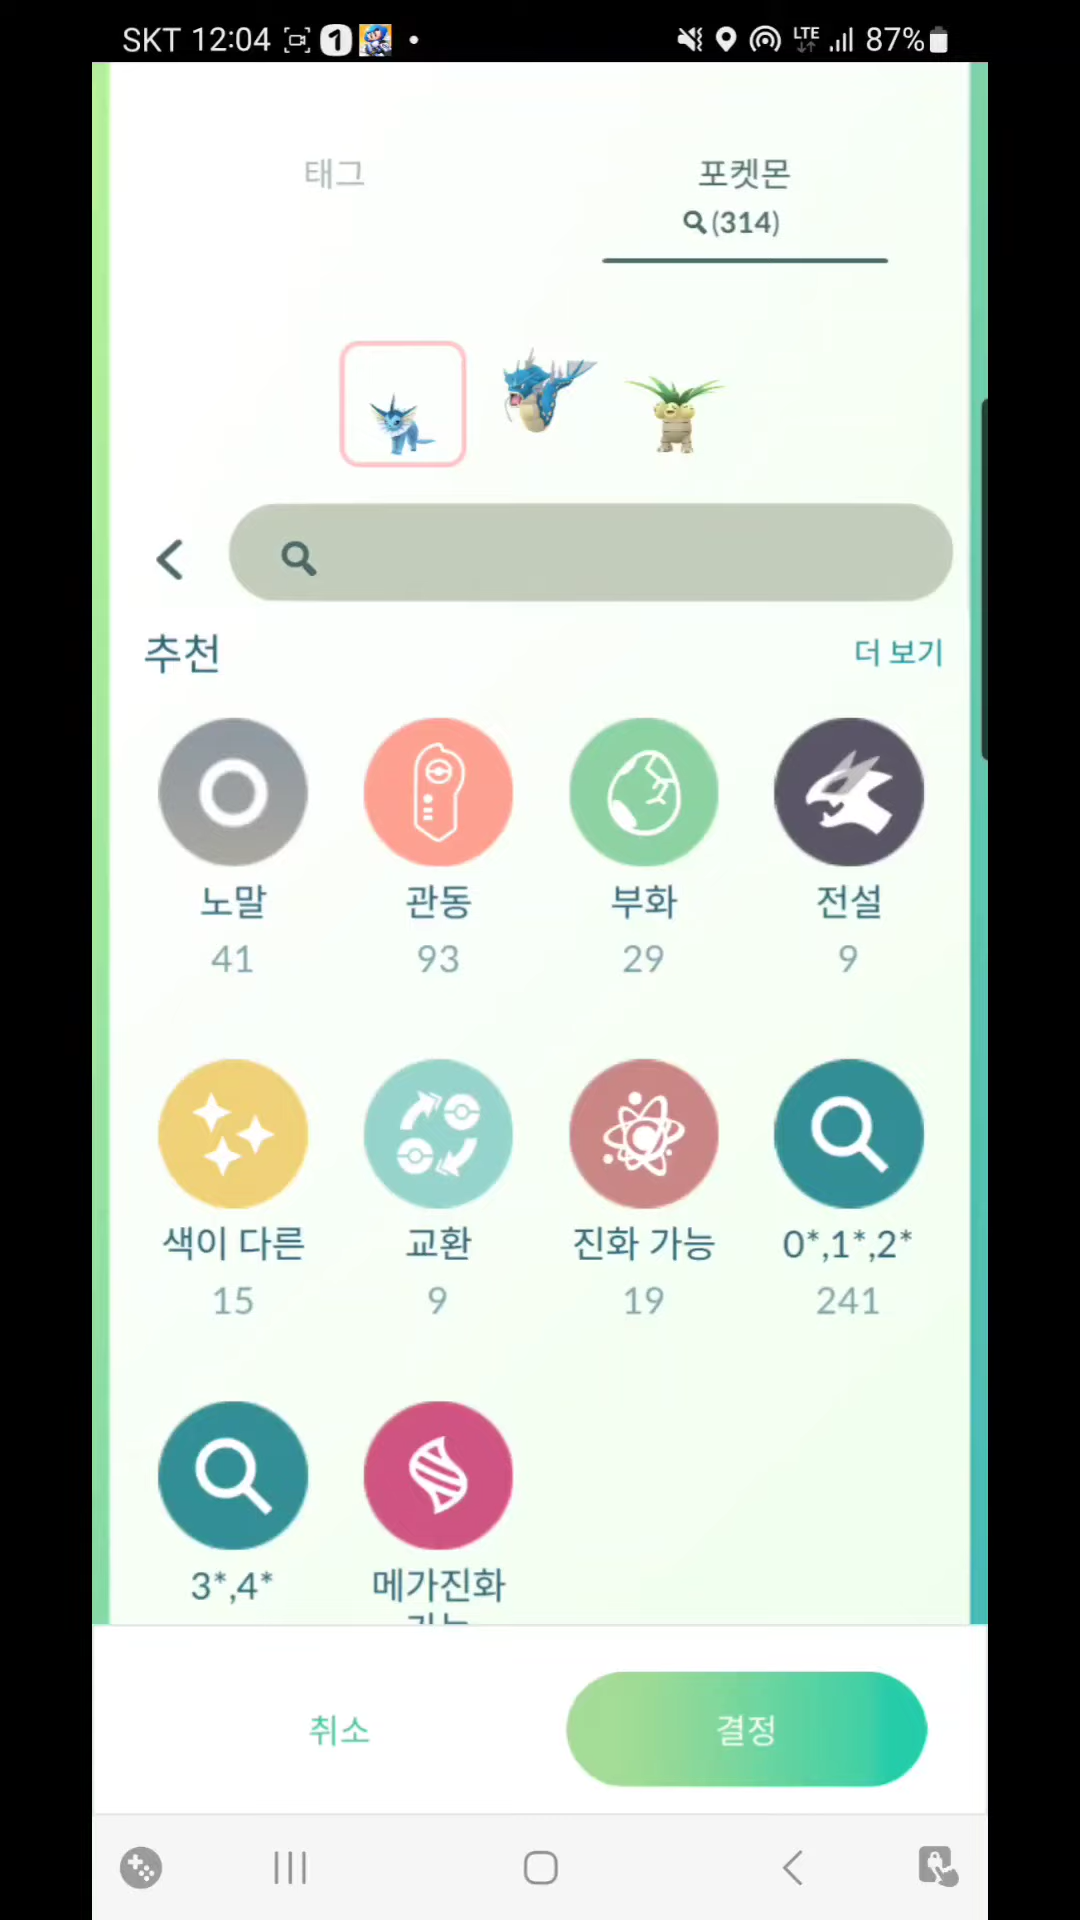 SKT 12:04
LTE
87%
태그
포켓몬
(314)
추천
더 보기
노말
관동
부화
전설
41
93
29
9
색이 다른
교환
진화 가능
0*,1*,2*
15
9
19
241
3*,4*
메가진화
취소
결정